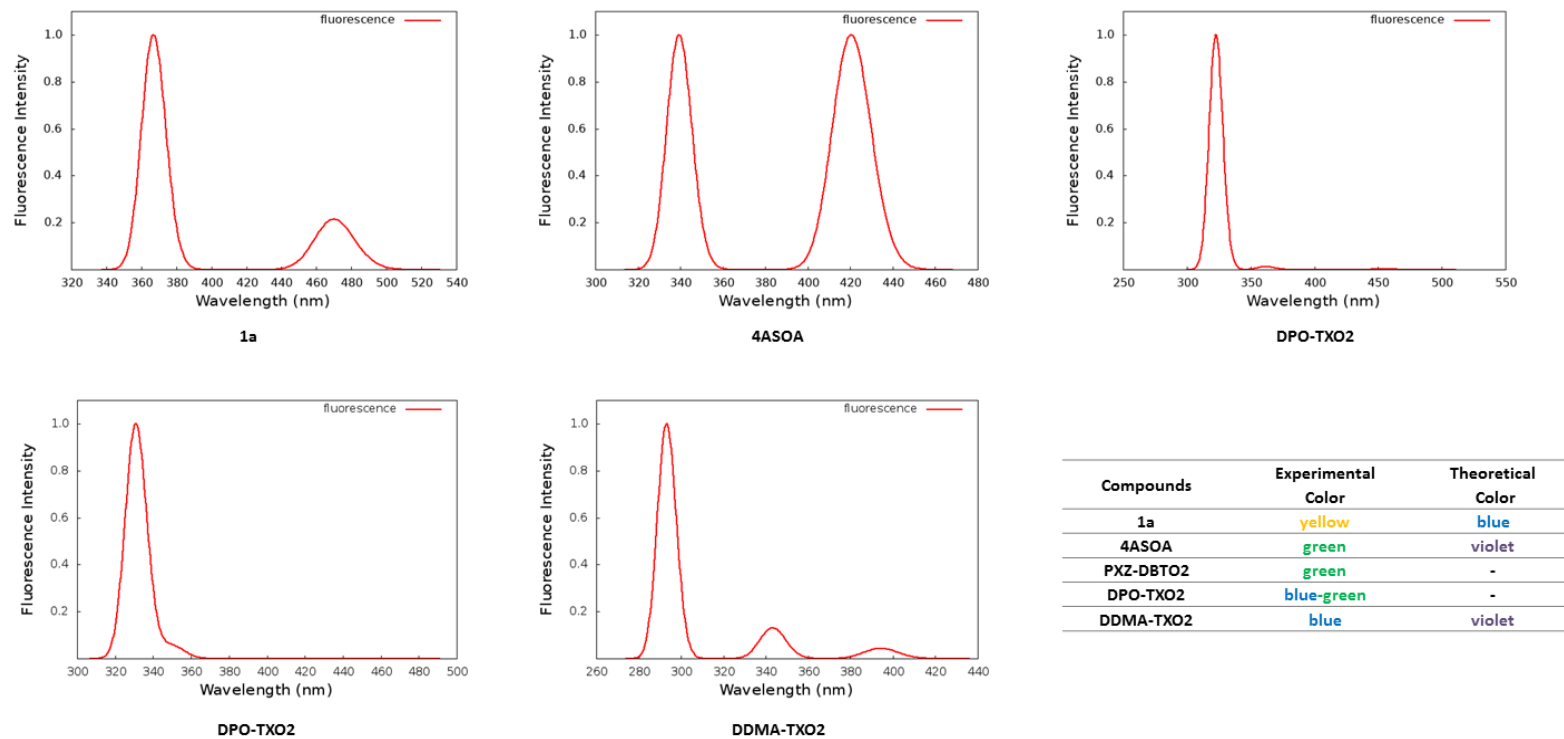 fluorescence
Fluorescence Intensity
1.0
0.8
0.6
0.4
0.2
320 340 360 380 400 420 440 460 480 500 520 540
Wavelength (nm)
1a
fluorescence
Fluorescence Intensity
1.0
0.8
0.6
0.4
0.2
300 320 340 360 380 400 420 440 460 480
Wavelength (nm)
4ASOA
fluorescence
Fluorescence Intensity
1.0
0.8
0.6
0.4
0.2
250 300 350 400 450 500 550
Wavelength (nm)
DPO-TXO2
fluorescence
Fluorescence Intensity
1.0
0.8
0.6
0.4
0.2
300 320 340 360 380 400 420 440 460 480 500
Wavelength (nm)
DPO-TXO2
fluorescence
Fluorescence Intensity
1.0
0.8
0.6
0.4
0.2
260 280 300 320 340 360 380 400 420 440
Wavelength (nm)
DDMA-TXO2
Compounds Experimental Color Theoretical Color
1a yellow blue
4ASOA green violet
PXZ-DBTO2 green -
DPO-TXO2 blue-green -
DDMA-TXO2 blue violet